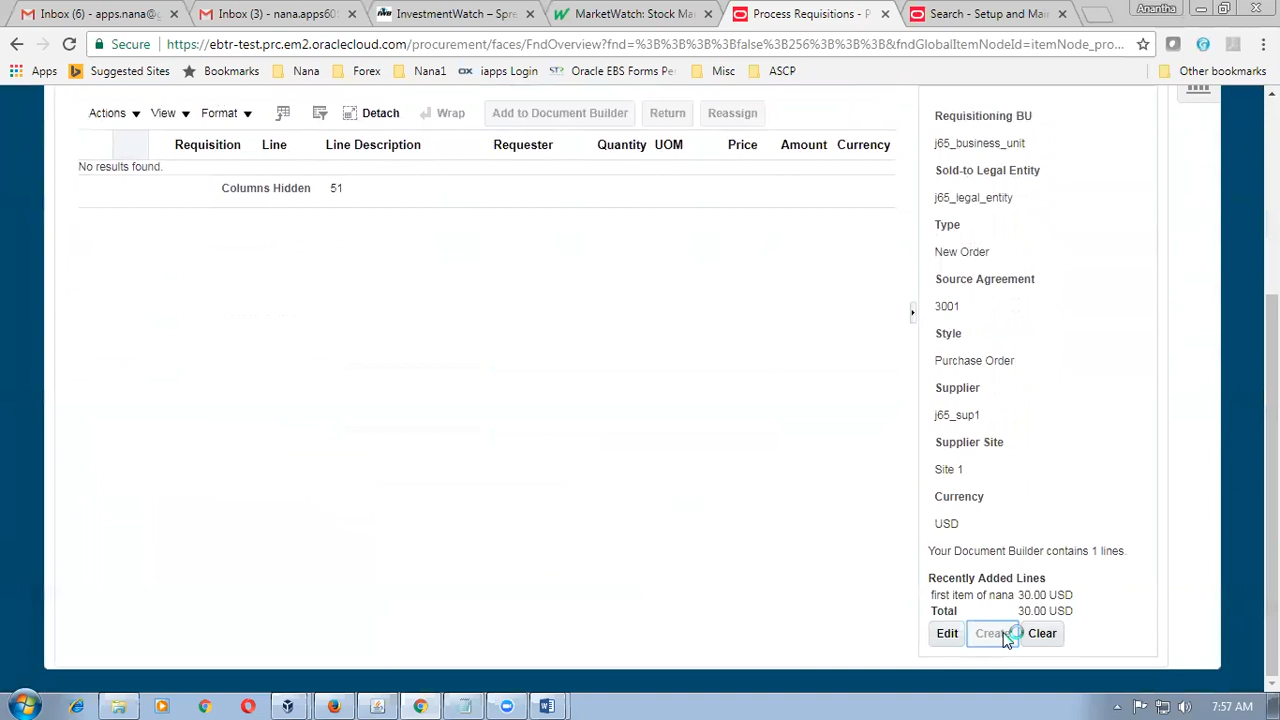 Inbox (6) - apps.nana@g
Inbox (3) - nana.apps60
InvestmentWatch – Spre
MarketWatch: Stock Ma
Process Requisitions - P
Search - Setup and Ma
Anantha
Secure
https://ebtr-test.prc.em2.oraclecloud.com/procurement/faces/FndOverview?fnd=%3B%3B%3B%3Bfalse%3B256%3B%3B%3B&fndGlobalItemNodeId=itemNode_pro...
Apps
Suggested Sites
Bookmarks
Nana
Forex
Nana1
iapps Login
Oracle EBS Forms Pe
Misc
ASCP
Other bookmarks
Actions
View
Format
Detach
Wrap
Add to Document Builder
Return
Reassign
Requisition Line Line Description Requester Quantity UOM Price Amount Currency
No results found.
Columns Hidden 51
Requisitioning BU
j65_business_unit
Sold-to Legal Entity
j65_legal_entity
Type
New Order
Source Agreement
3001
Style
Purchase Order
Supplier
j65_sup1
Supplier Site
Site 1
Currency
USD
Your Document Builder contains 1 lines.
Recently Added Lines
first item of nana 30.00 USD
Total 30.00 USD
Edit
Create
Clear
7:57 AM